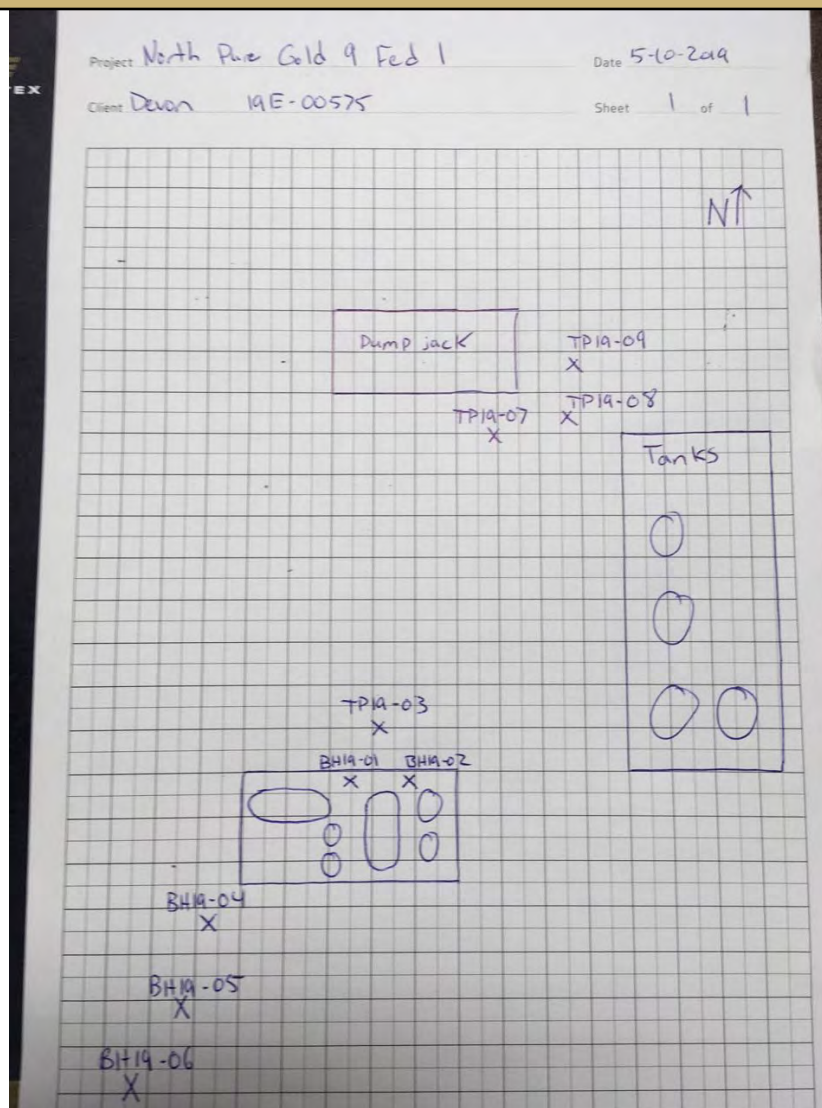 EX
Project North Pure Gold 9 Fed 1 Date 5-10-2019
Client Devon 19E-00575 Sheet 1 of 1
N
Pump jack TP19-09
X
TP19-07 TP19-08
X X
Tanks
TP19-03
X
BH19-01 BH19-02
X X
BH19-04
X
BH19-05
X
BH19-06
X